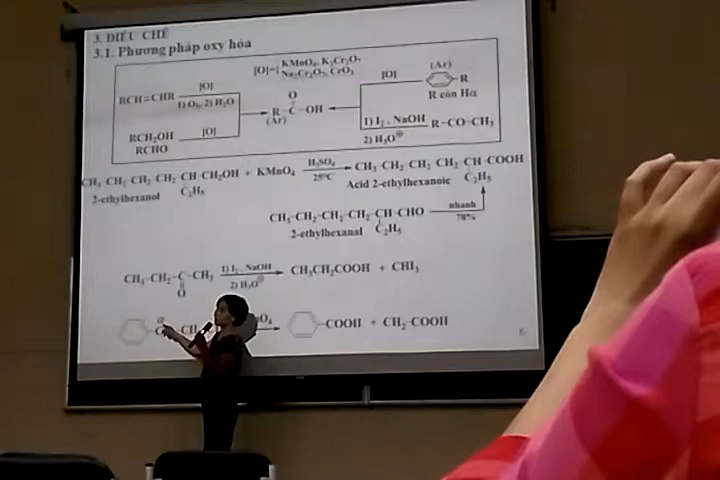 3. ĐIỀU CHẾ
3.1. Phương pháp oxy hóa
[O]={ KMnO₄, K₂Cr₂O₇
Na₂Cr₂O₇, CrO₃
RCH=CHR [O]
1) O₃, 2) H₂O
RCH₂OH [O]
RCHO
O
R-C-OH
(Ar)
[O] (Ar)
R
R còn Hα
1) I₂, NaOH R-CO-CH₃
2) H₃O⊕
CH₃ CH₂ CH₂ CH₂ CH CH₂OH + KMnO₄ H₂SO₄ CH₃ CH₂ CH₂ CH₂ CH COOH
25°C
2-ethylhexanol C₂H₅ Acid 2-ethylhexanoic C₂H₅
CH₃-CH₂-CH₂-CH₂-CH-CHO nhanh
78%
2-ethylhexanal C₂H₅
CH₃-CH₂-C-CH₃ 1) I₂, NaOH CH₃CH₂COOH + CHI₃
O 2) H₃O⊕
α
-COOH + CH₃-COOH
6